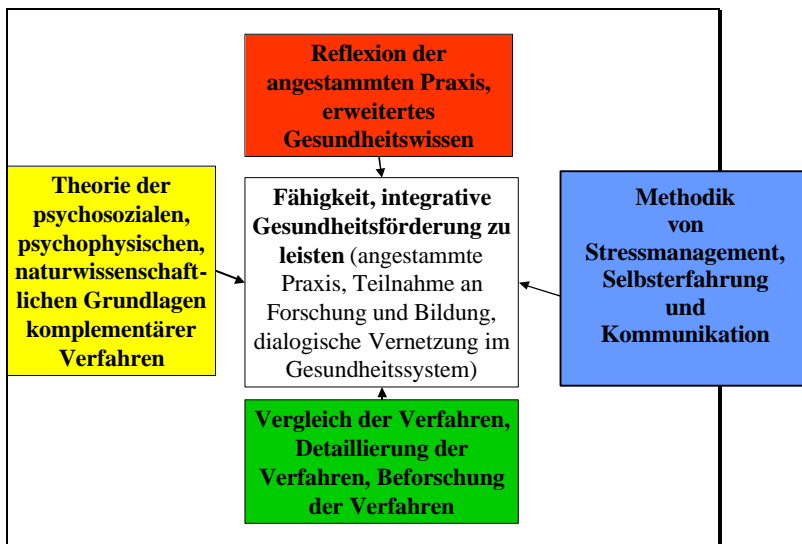 Reflexion der
angestammten Praxis,
erweitertes
Gesundheitswissen
Theorie der
psychosozialen,
psychophysischen,
naturwissenschaft-
lichen Grundlagen
komplementärer
Verfahren
Fähigkeit, integrative
Gesundheitsförderung zu
leisten (angestammte
Praxis, Teilnahme an
Forschung und Bildung,
dialogische Vernetzung im
Gesundheitssystem)
Methodik
von
Stressmanagement,
Selbsterfahrung
und
Kommunikation
Vergleich der Verfahren,
Detaillierung der
Verfahren, Beforschung
der Verfahren